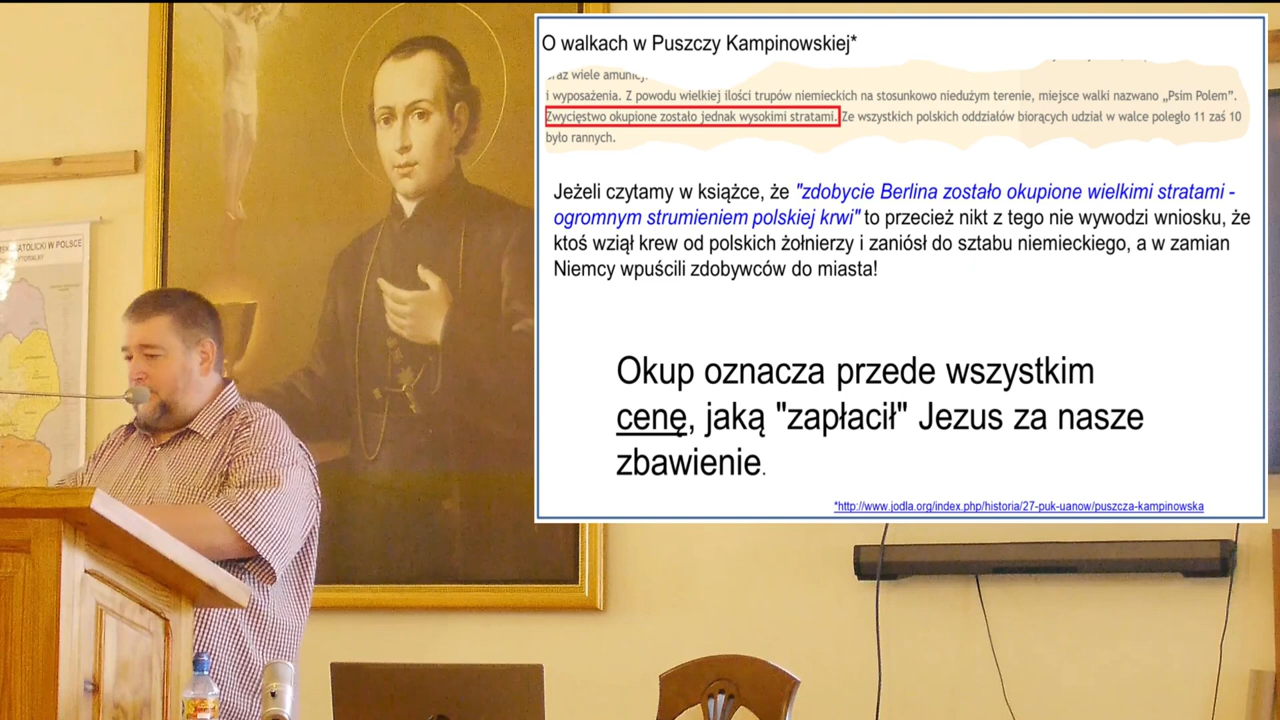 O walkach w Puszczy Kampinowskiej*
oraz wiele amunicji.
i wyposażenia. Z powodu wielkiej ilości trupów niemieckich na stosunkowo niedużym terenie, miejsce walki nazwano „Psim Polem”.
Zwycięstwo okupione zostało jednak wysokimi stratami. Ze wszystkich polskich oddziałów biorących udział w walce poległo 11 zaś 10
było rannych.
Jeżeli czytamy w książce, że "zdobycie Berlina zostało okupione wielkimi stratami -
ogromnym strumieniem polskiej krwi" to przecież nikt z tego nie wywodzi wniosku, że
ktoś wziął krew od polskich żołnierzy i zaniósł do sztabu niemieckiego, a w zamian
Niemcy wpuścili zdobywców do miasta!
Okup oznacza przede wszystkim
cenę, jaką "zapłacił" Jezus za nasze
zbawienie.
*http://www.jodla.org/index.php/historia/27-puk-uanow/puszcza-kampinowska
ATOLICKI W POLSCE